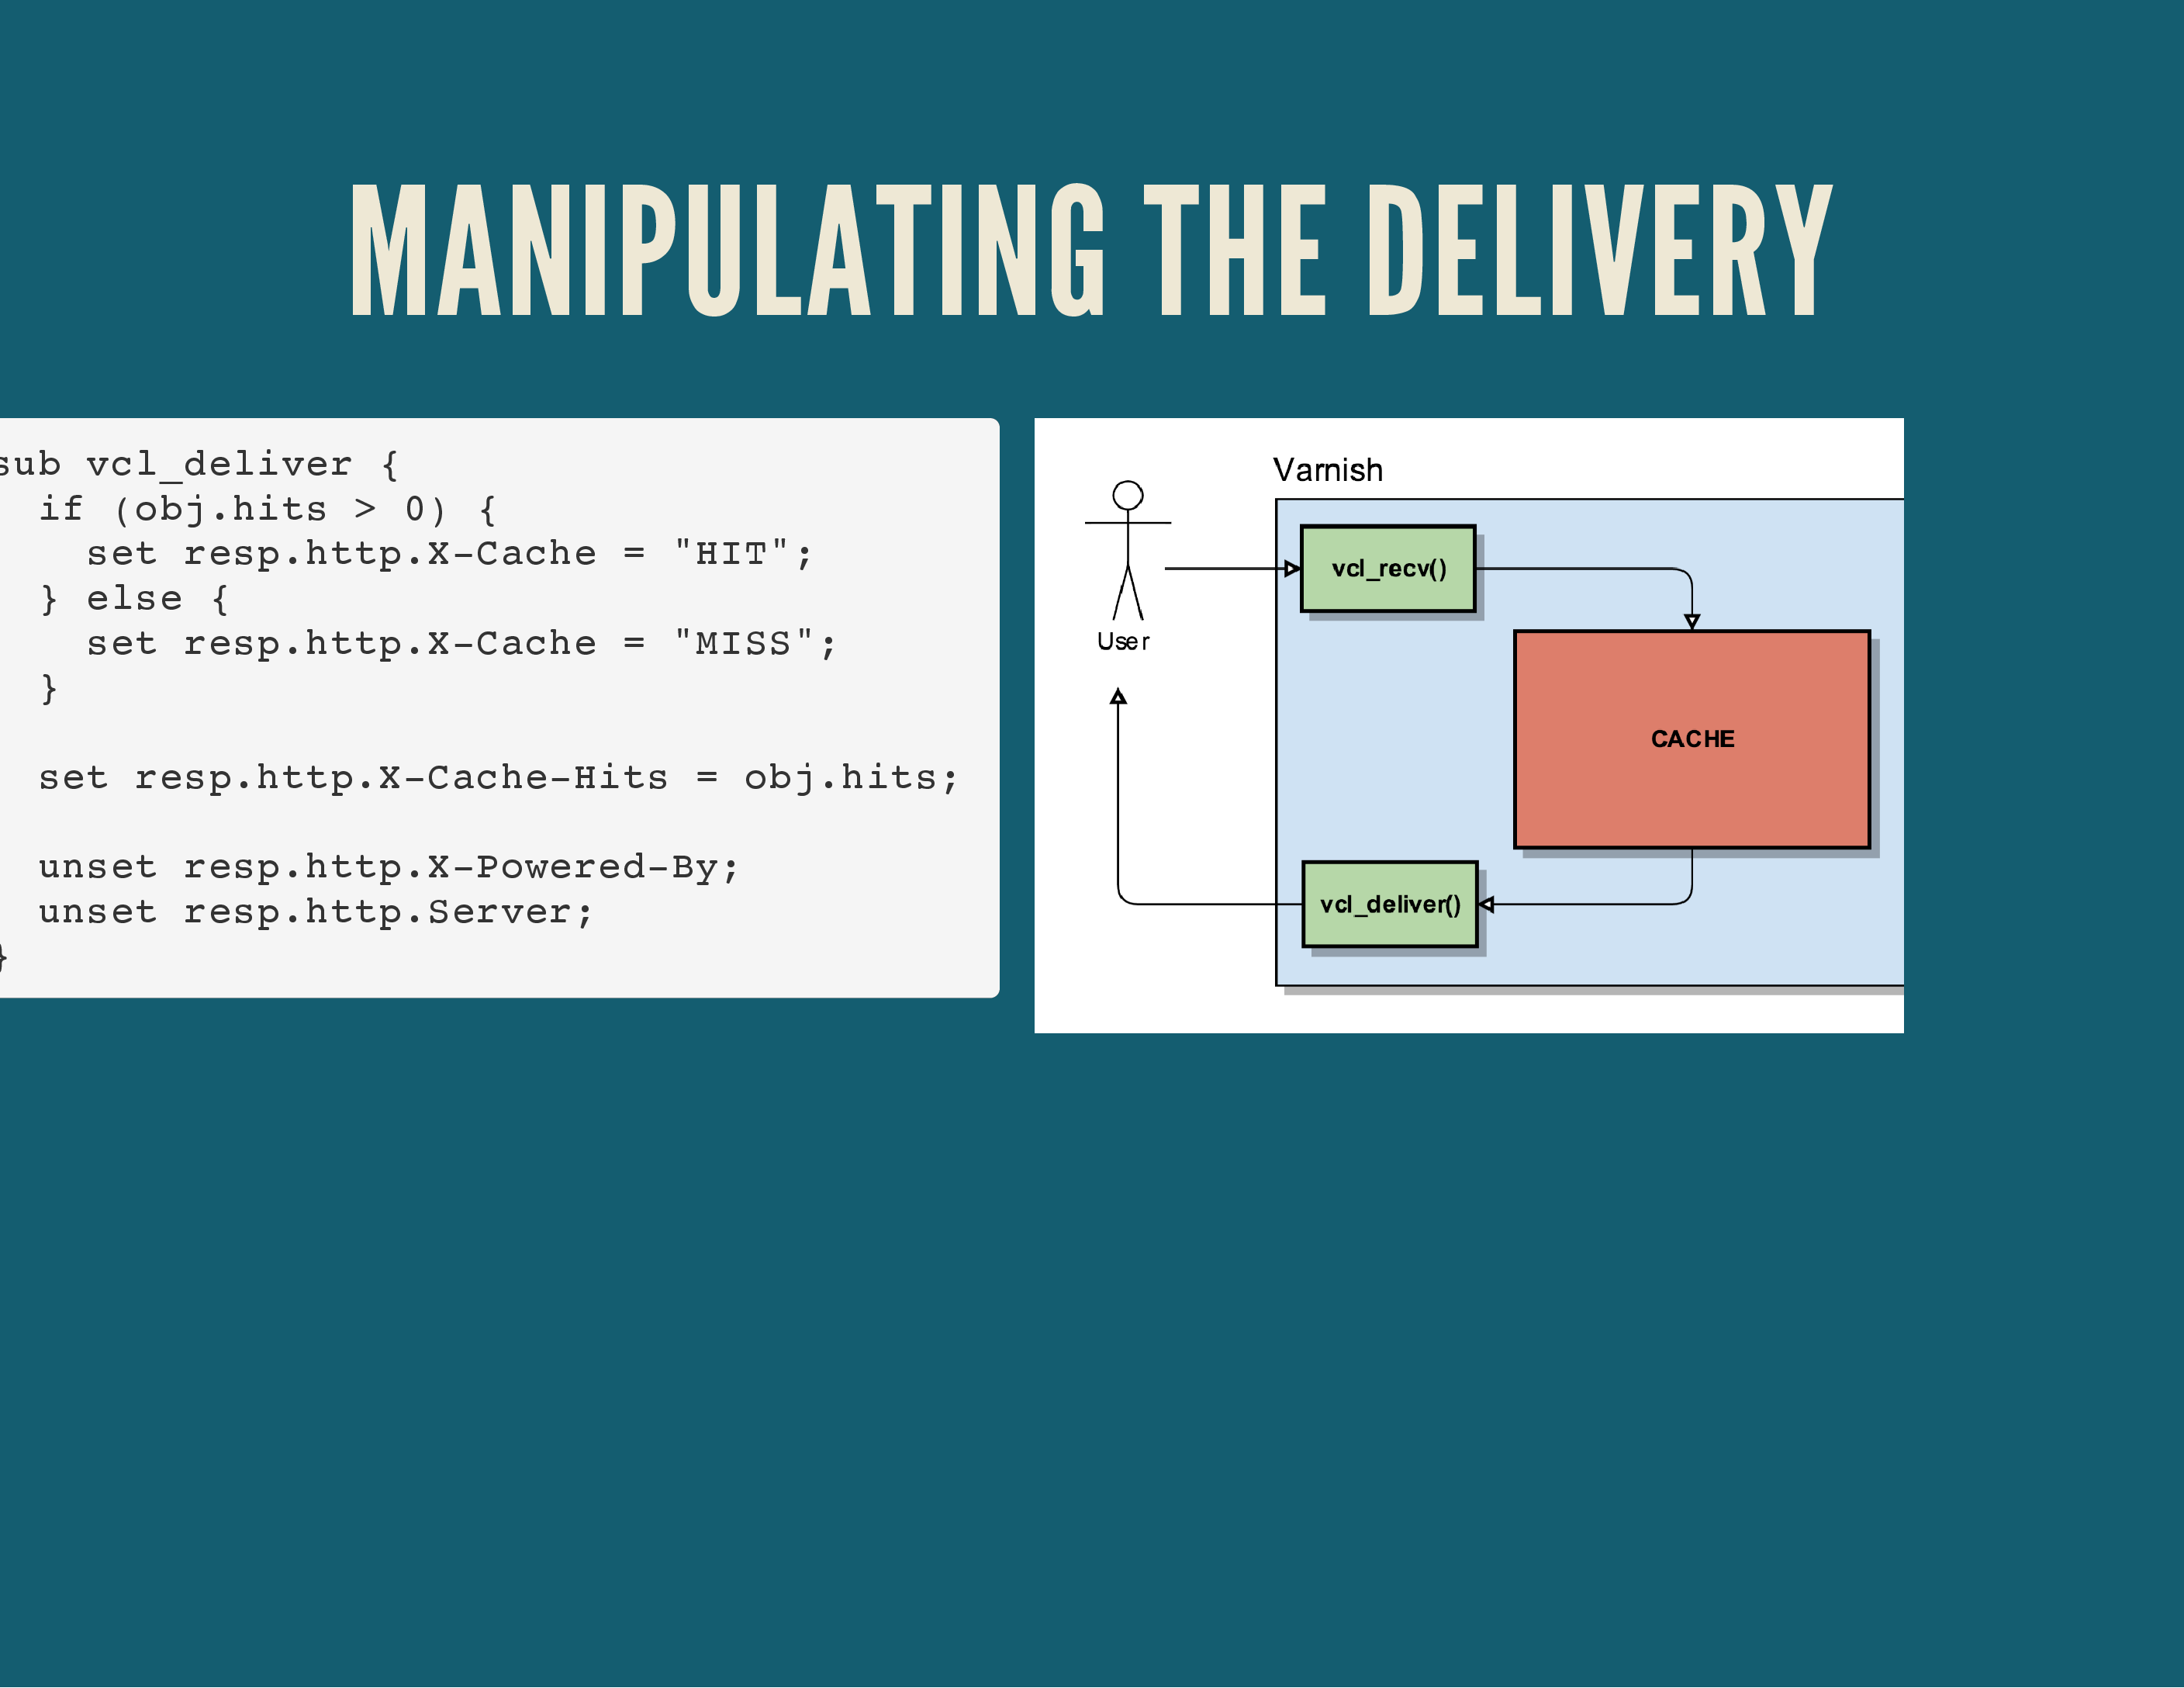 MANIPULATING THE DELIVERY
sub vcl_deliver {
  if (obj.hits > 0) {
    set resp.http.X-Cache = "HIT";
  } else {
    set resp.http.X-Cache = "MISS";
  }
  set resp.http.X-Cache-Hits = obj.hits;
  unset resp.http.X-Powered-By;
  unset resp.http.Server;
}
Varnish
vcl_recv()
User
CACHE
vcl_deliver()